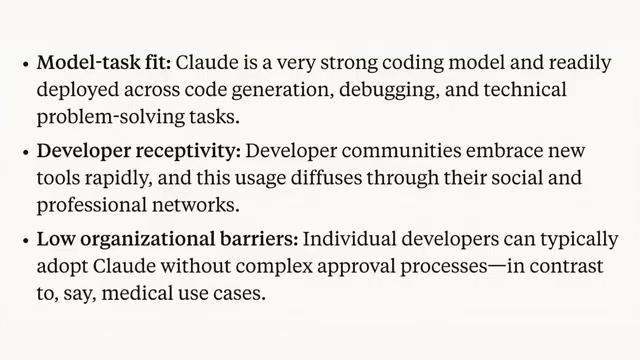 • Model-task fit: Claude is a very strong coding model and readily
deployed across code generation, debugging, and technical
problem-solving tasks.
• Developer receptivity: Developer communities embrace new
tools rapidly, and this usage diffuses through their social and
professional networks.
• Low organizational barriers: Individual developers can typically
adopt Claude without complex approval processes—in contrast
to, say, medical use cases.